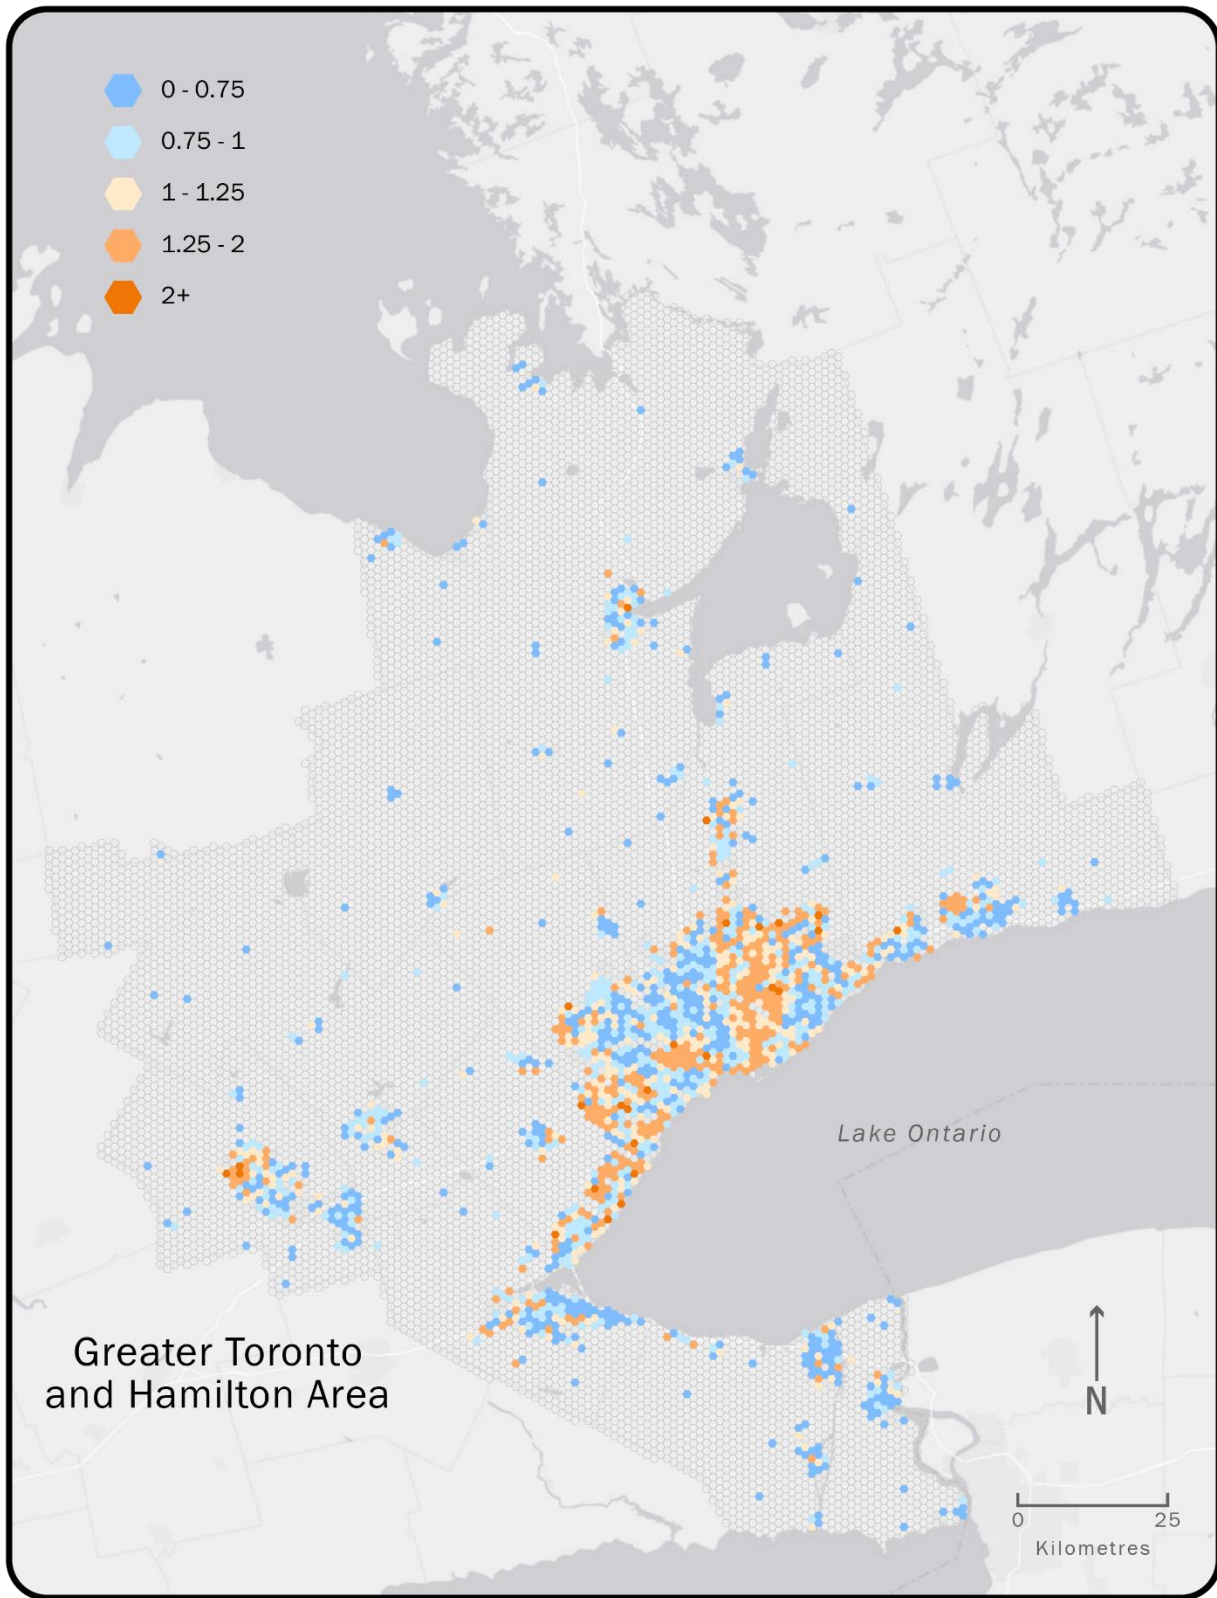 0 - 0.75
0.75 - 1
1 - 1.25
1.25 - 2
2+
Lake Ontario
Greater Toronto
and Hamilton Area
N
0 25
Kilometres